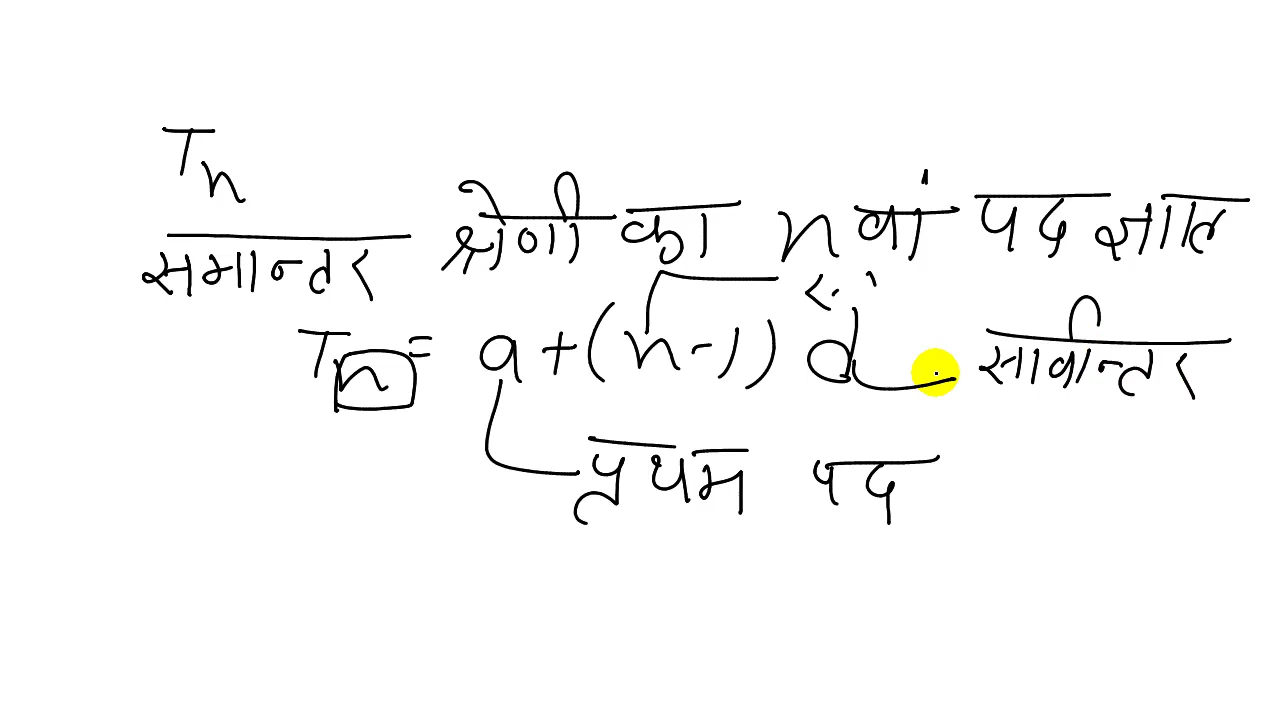 Tn
समान्तर श्रेणी का n वां पद ज्ञात
सं.
Tn = a + (n - 1) d सार्वान्तर
प्रथम पद